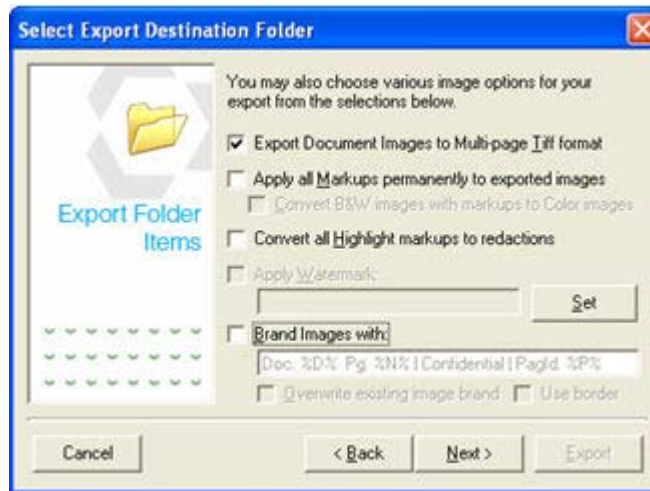 Select Export Destination Folder
You may also choose various image options for your
export from the selections below.
Export Document Images to Multi-page Tiff format
Apply all Markups permanently to exported images
Convert B&W images with markups to Color images
Export Folder
Items
Convert all Highlight markups to redactions
Apply Watermark:
Set
Brand Images with:
Doc. %D% Pg. %N% | Confidential | PagId. %P%
Overwrite existing image brand Use border
Cancel < Back Next > Export